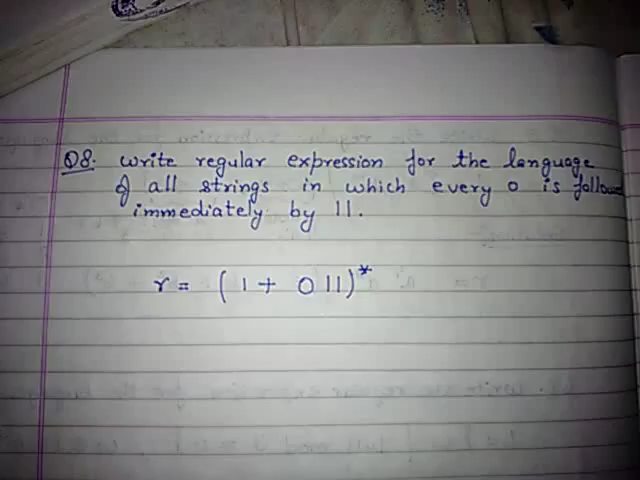 Q8. Write regular expression for the language
of all strings in which every 0 is
immediately by 11.
r = (1 + 011)*